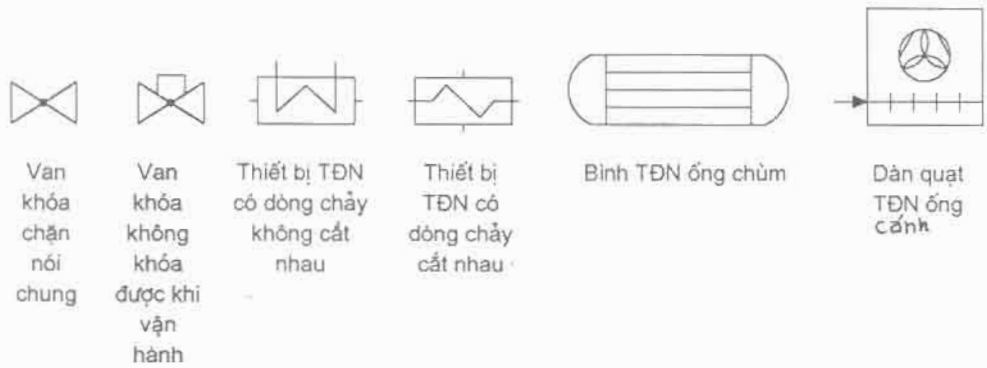 Van
khóa
chặn
nói
chung
Van
khóa
không
khóa
được khi
vận
hành
Thiết bị TĐN
có dòng chảy
không cắt
nhau
Thiết bị
TĐN có
dòng chảy
cắt nhau
Bình TĐN ống chùm
Dàn quạt
TĐN ống
cánh